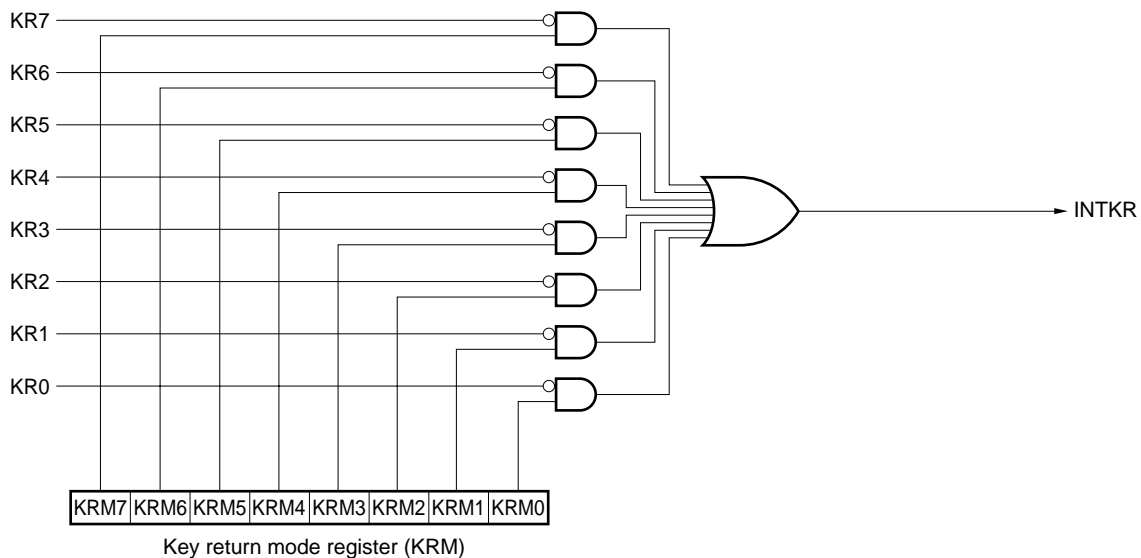 KR7
KR6
KR5
KR4
KR3
KR2
KR1
KR0
INTKR
KRM7 KRM6 KRM5 KRM4 KRM3 KRM2 KRM1 KRM0
Key return mode register (KRM)